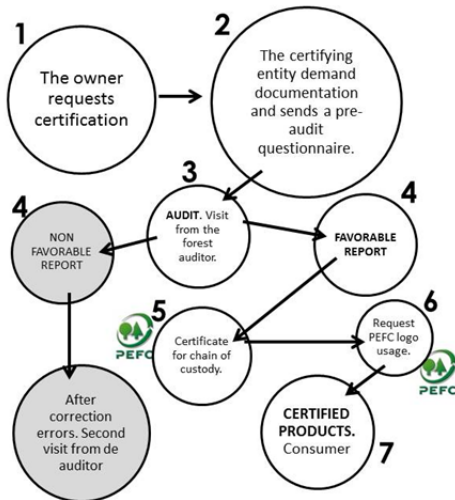 1
The owner
requests
certification
2
The certifying
entity demand
documentation
and sends a pre-
audit
questionnaire.
3
AUDIT. Visit
from the
forest
auditor.
4
NON
FAVORABLE
REPORT
4
FAVORABLE
REPORT
After
correction
errors. Second
visit from de
auditor
5
PEFC
Certificate
for chain of
custody.
6
Request
PEFC logo
usage.
PEFC
CERTIFIED
PRODUCTS.
Consumer
7